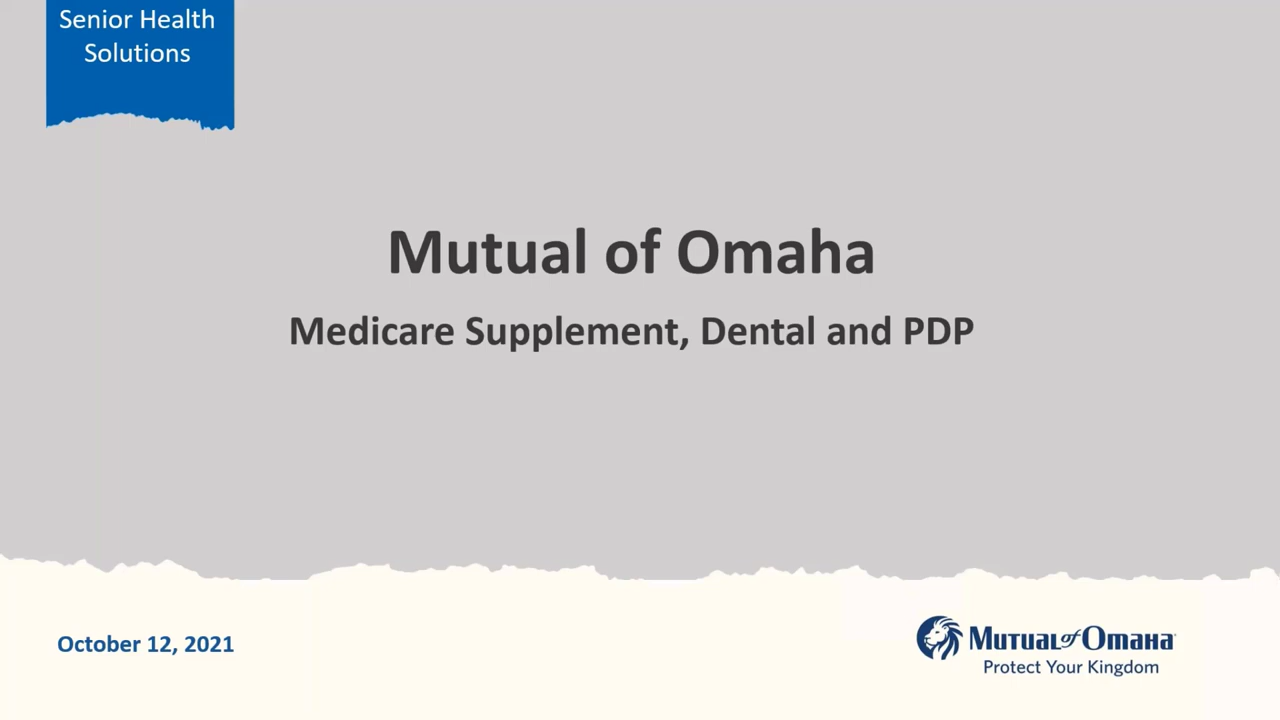 Senior Health
Solutions
Mutual of Omaha
Medicare Supplement, Dental and PDP
October 12, 2021
Mutual of Omaha
Protect Your Kingdom